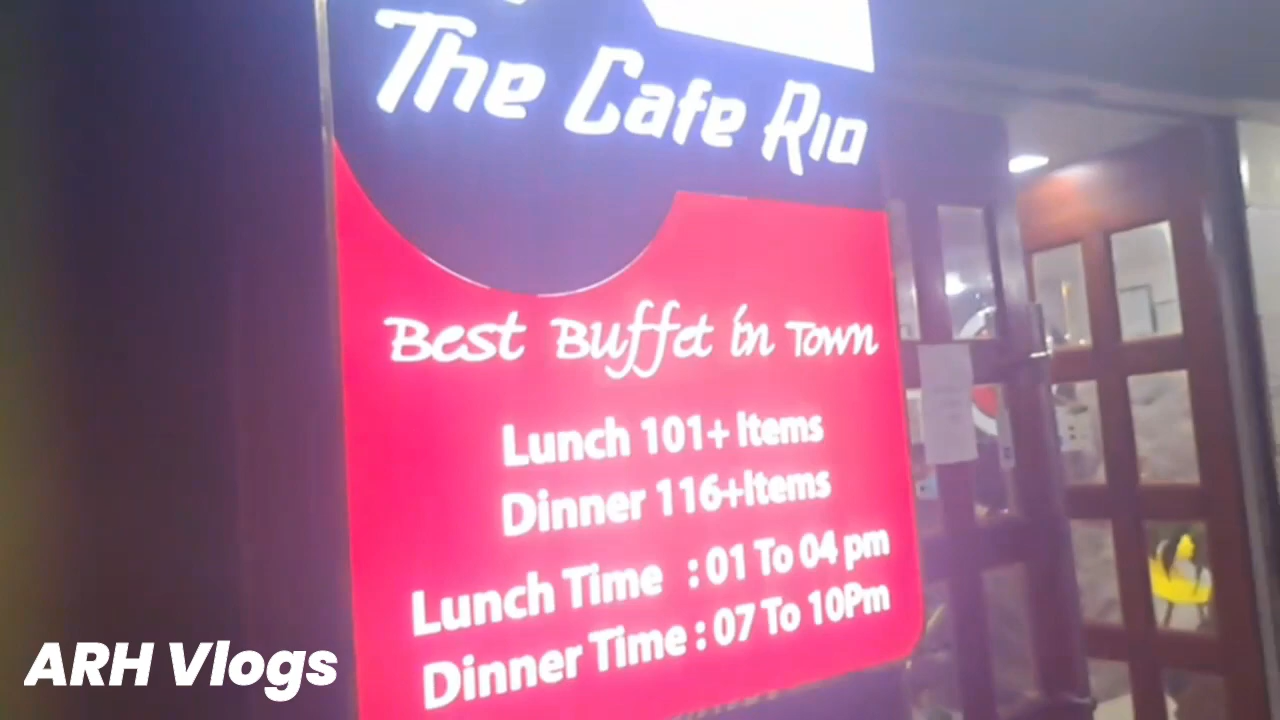 The Cafe Rio
Best Buffet in Town
Lunch 101+ Items
Dinner 116+Items
Lunch Time : 01 To 04 pm
Dinner Time : 07 To 10Pm
ARH Vlogs